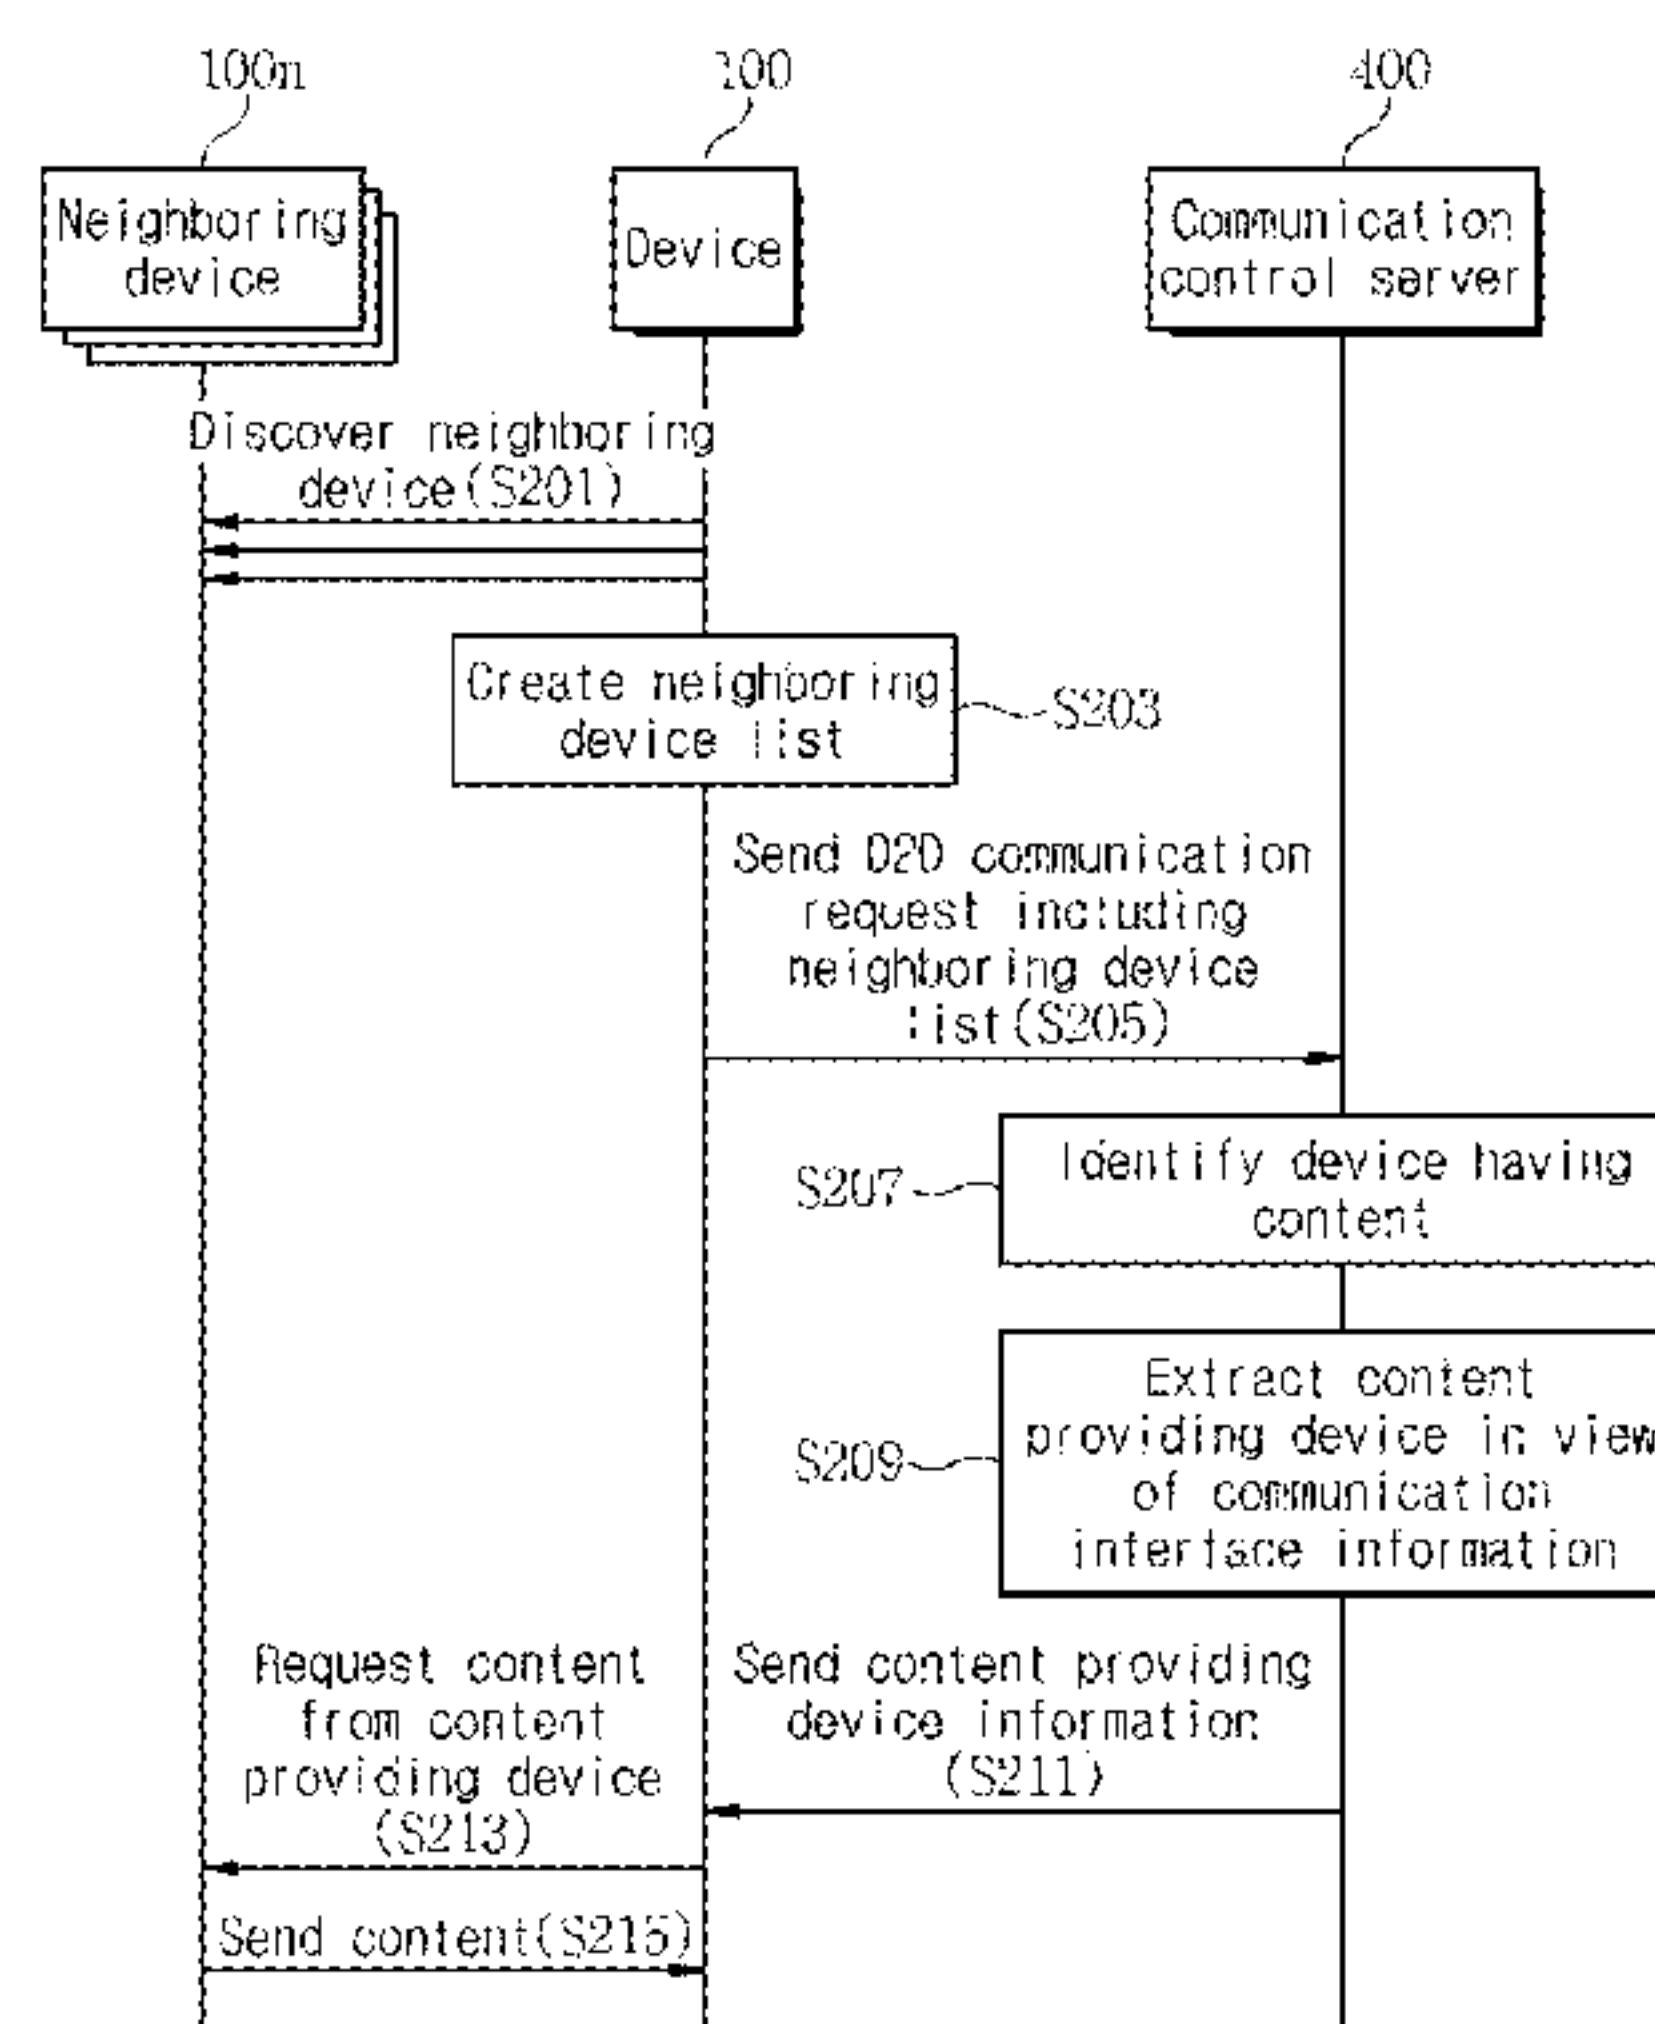 100n
100
400
Neighboring
device
Device
Communication
control server
Discover neighboring
device(S201)
Create neighboring
device list
S203
Send D2D communication
request including
neighboring device
list(S205)
Identify device having
content
S207
Extract content
providing device in view
of communication
interface information
S209
Send content providing
device information
(S211)
Request content
from content
providing device
(S213)
Send content(S215)